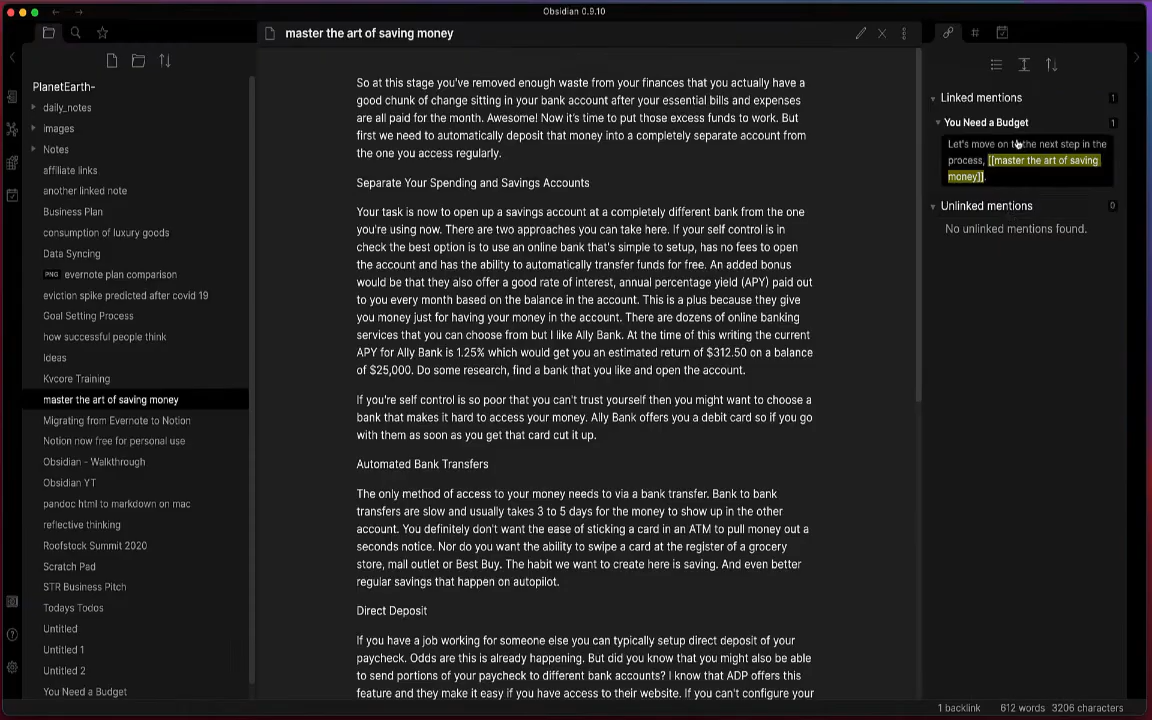 Obsidian 0.9.10
master the art of saving money
PlanetEarth-
daily_notes
images
Notes
affiliate links
another linked note
Business Plan
consumption of luxury goods
Data Syncing
PNG evernote plan comparison
eviction spike predicted after covid 19
Goal Setting Process
how successful people think
Ideas
Kvcore Training
master the art of saving money
Migrating from Evernote to Notion
Notion now free for personal use
Obsidian - Walkthrough
Obsidian YT
pandoc html to markdown on mac
reflective thinking
Roofstock Summit 2020
Scratch Pad
STR Business Pitch
Todays Todos
Untitled
Untitled 1
Untitled 2
You Need a Budget
So at this stage you've removed enough waste from your finances that you actually have a
good chunk of change sitting in your bank account after your essential bills and expenses
are all paid for the month. Awesome! Now it's time to put those excess funds to work. But
first we need to automatically deposit that money into a completely separate account from
the one you access regularly.
Separate Your Spending and Savings Accounts
Your task is now to open up a savings account at a completely different bank from the one
you're using now. There are two approaches you can take here. If your self control is in
check the best option is to use an online bank that's simple to setup, has no fees to open
the account and has the ability to automatically transfer funds for free. An added bonus
would be that they also offer a good rate of interest, annual percentage yield (APY) paid out
to you every month based on the balance in the account. This is a plus because they give
you money just for having your money in the account. There are dozens of online banking
services that you can choose from but I like Ally Bank. At the time of this writing the current
APY for Ally Bank is 1.25% which would get you an estimated return of $312.50 on a balance
of $25,000. Do some research, find a bank that you like and open the account.
If you're self control is so poor that you can't trust yourself then you might want to choose a
bank that makes it hard to access your money. Ally Bank offers you a debit card so if you go
with them as soon as you get that card cut it up.
Automated Bank Transfers
The only method of access to your money needs to via a bank transfer. Bank to bank
transfers are slow and usually takes 3 to 5 days for the money to show up in the other
account. You definitely don't want the ease of sticking a card in an ATM to pull money out a
seconds notice. Nor do you want the ability to swipe a card at the register of a grocery
store, mall outlet or Best Buy. The habit we want to create here is saving. And even better
regular savings that happen on autopilot.
Direct Deposit
If you have a job working for someone else you can typically setup direct deposit of your
paycheck. Odds are this is already happening. But did you know that you might also be able
to send portions of your paycheck to different bank accounts? I know that ADP offers this
feature and they make it easy if you have access to their website. If you can't configure your
Linked mentions 1
You Need a Budget 1
Let's move on to the next step in the
process, [[master the art of saving
money]].
Unlinked mentions 0
No unlinked mentions found.
1 backlink 612 words 3206 characters